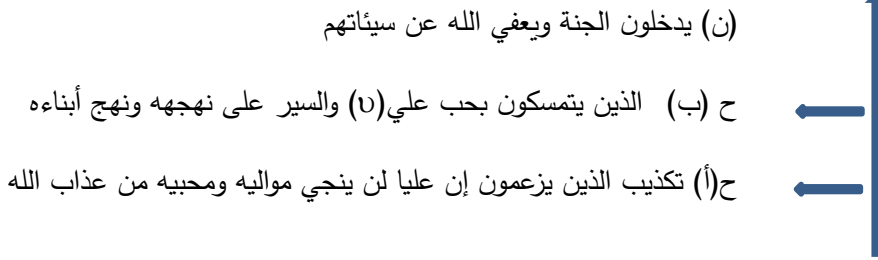 (ن) يدخلون الجنة ويعفي الله عن سيئاتهم
ح (ب) الذين يتمسكون بحب علي(υ) والسير على نهجهه ونهج أبناءه
ح(أ) تكذيب الذين يزعمون إن عليا لن ينجي مواليه ومحبيه من عذاب الله